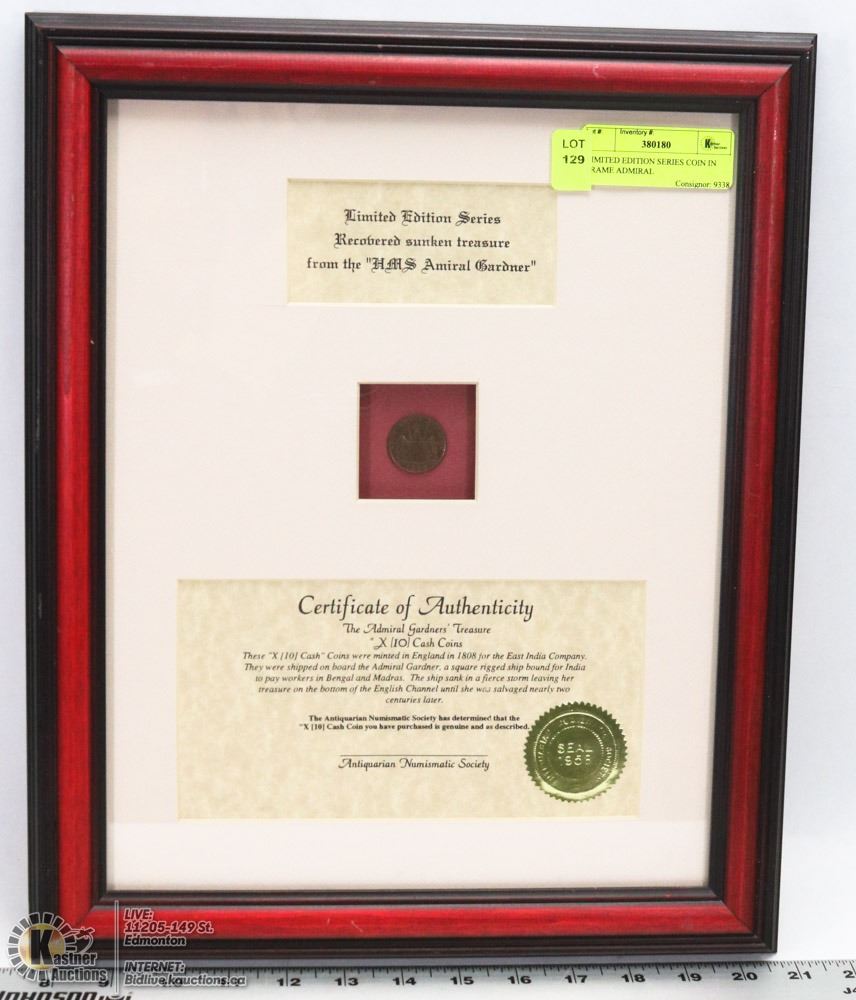 LOT
129
Inventory #:
380180
IMITED EDITION SERIES COIN IN
RAME ADMIRAL
Consignor: 9338
Limited Edition Series
Recovered sunken treasure
from the "HMS Amiral Gardner"
Certificate of Authenticity
The Admiral Gardners' Treasure
"X [10] Cash Coins
These "X [10] Cash" Coins were minted in England in 1808 for the East India Company.
They were shipped on board the Admiral Gardner, a square rigged ship bound for India
to pay workers in Bengal and Madras. The ship sank in a fierce storm leaving her
treasure on the bottom of the English Channel until she was salvaged nearly two
centuries later.
The Antiquarian Numismatic Society has determined that the
"X [10] Cash Coin you have purchased is genuine and as described.
Antiquarian Numismatic Society
SEAL
1958
Kastner
Auctions
LIVE:
11205-149 St.
Edmonton
INTERNET:
Bidlive.kauctions.ca
8 9 10 11 12 13 14 15 16 17 18 19 20 21
JOHNSON